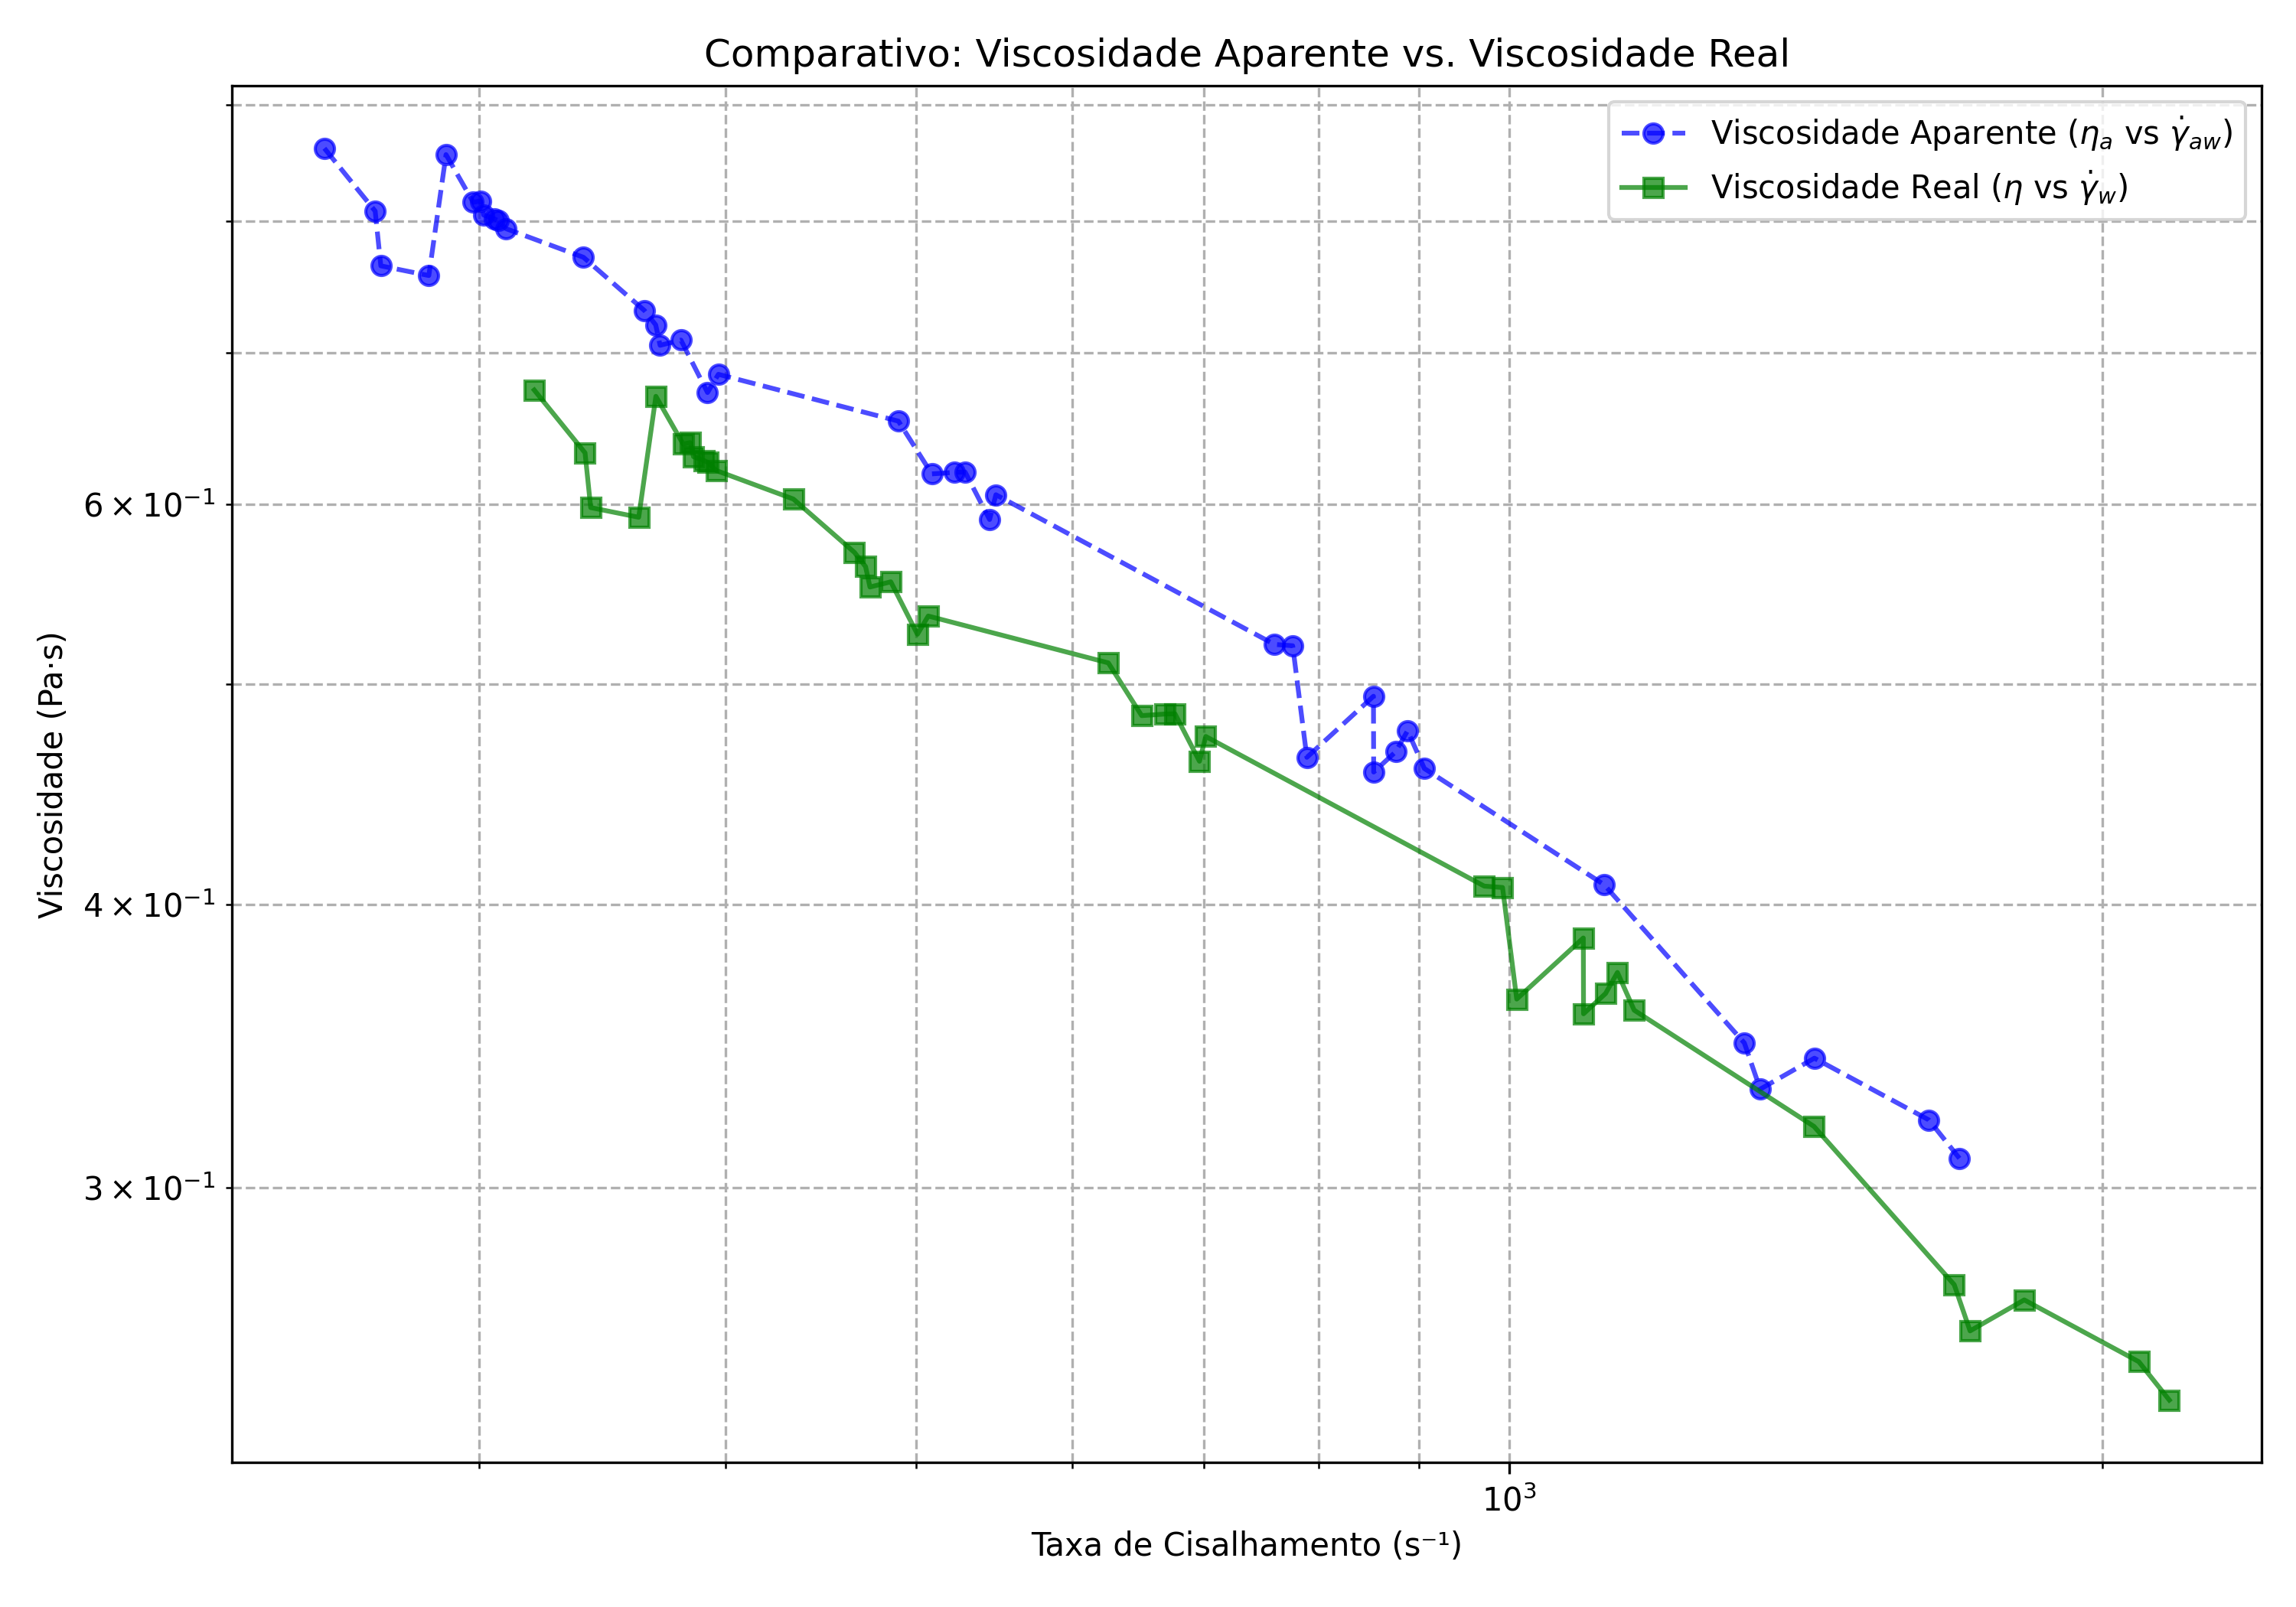 Comparativo: Viscosidade Aparente vs. Viscosidade Real
Viscosidade Aparente (ηₐ vs γ̇ₐw)
Viscosidade Real (η vs γ̇w)
6 × 10⁻¹
4 × 10⁻¹
3 × 10⁻¹
Viscosidade (Pa·s)
10³
Taxa de Cisalhamento (s⁻¹)